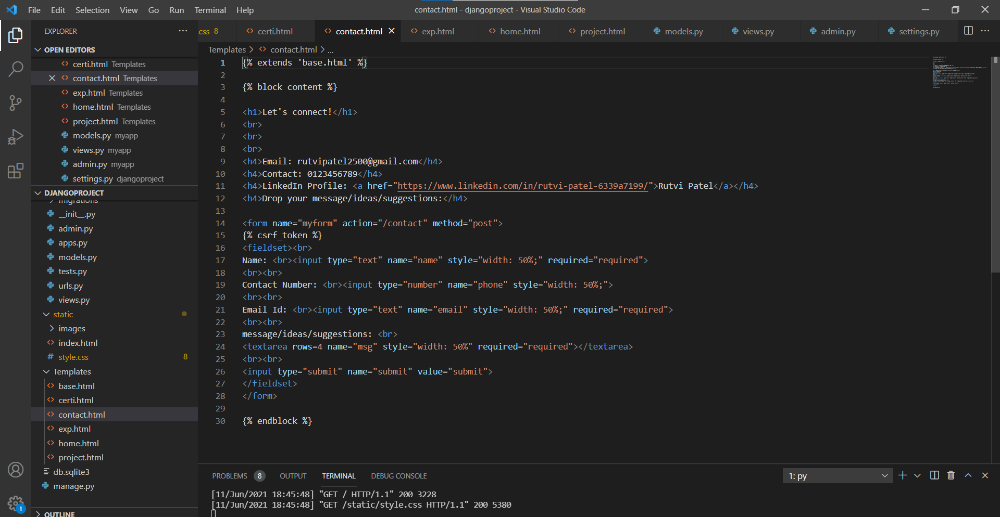 File Edit Selection View Go Run Terminal Help
contact.html - djangoproject - Visual Studio Code
EXPLORER
OPEN EDITORS
certi.html Templates
contact.html Templates
exp.html Templates
home.html Templates
project.html Templates
models.py myapp
views.py myapp
admin.py myapp
settings.py djangoproject
DJANGOPROJECT
migrations
__init__.py
admin.py
apps.py
models.py
tests.py
urls.py
views.py
static
images
index.html
style.css 8
Templates
base.html
certi.html
contact.html
exp.html
home.html
project.html
db.sqlite3
manage.py
OUTLINE
1
.css 8 certi.html contact.html exp.html home.html project.html models.py views.py admin.py settings.py
Templates > contact.html > ...
1 {% extends 'base.html' %}
2
3 {% block content %}
4
5 <h1>Let's connect!</h1>
6 <br>
7 <br>
8 <br>
9 <h4>Email: rutvipatel2500@gmail.com</h4>
10 <h4>Contact: 0123456789</h4>
11 <h4>LinkedIn Profile: <a href="https://www.linkedin.com/in/rutvi-patel-6339a7199/">Rutvi Patel</a></h4>
12 <h4>Drop your message/ideas/suggestions:</h4>
13
14 <form name="myform" action="/contact" method="post">
15 {% csrf_token %}
16 <fieldset><br>
17 Name: <br><input type="text" name="name" style="width: 50%;" required="required">
18 <br><br>
19 Contact Number: <br><input type="number" name="phone" style="width: 50%;">
20 <br><br>
21 Email Id: <br><input type="text" name="email" style="width: 50%;" required="required">
22 <br><br>
23 message/ideas/suggestions: <br>
24 <textarea rows=4 name="msg" style="width: 50%" required="required"></textarea>
25 <br><br>
26 <input type="submit" name="submit" value="submit">
27 </fieldset>
28 </form>
29
30 {% endblock %}
PROBLEMS 8 OUTPUT TERMINAL DEBUG CONSOLE
1: py
[11/Jun/2021 18:45:48] "GET / HTTP/1.1" 200 3228
[11/Jun/2021 18:45:48] "GET /static/style.css HTTP/1.1" 200 5380